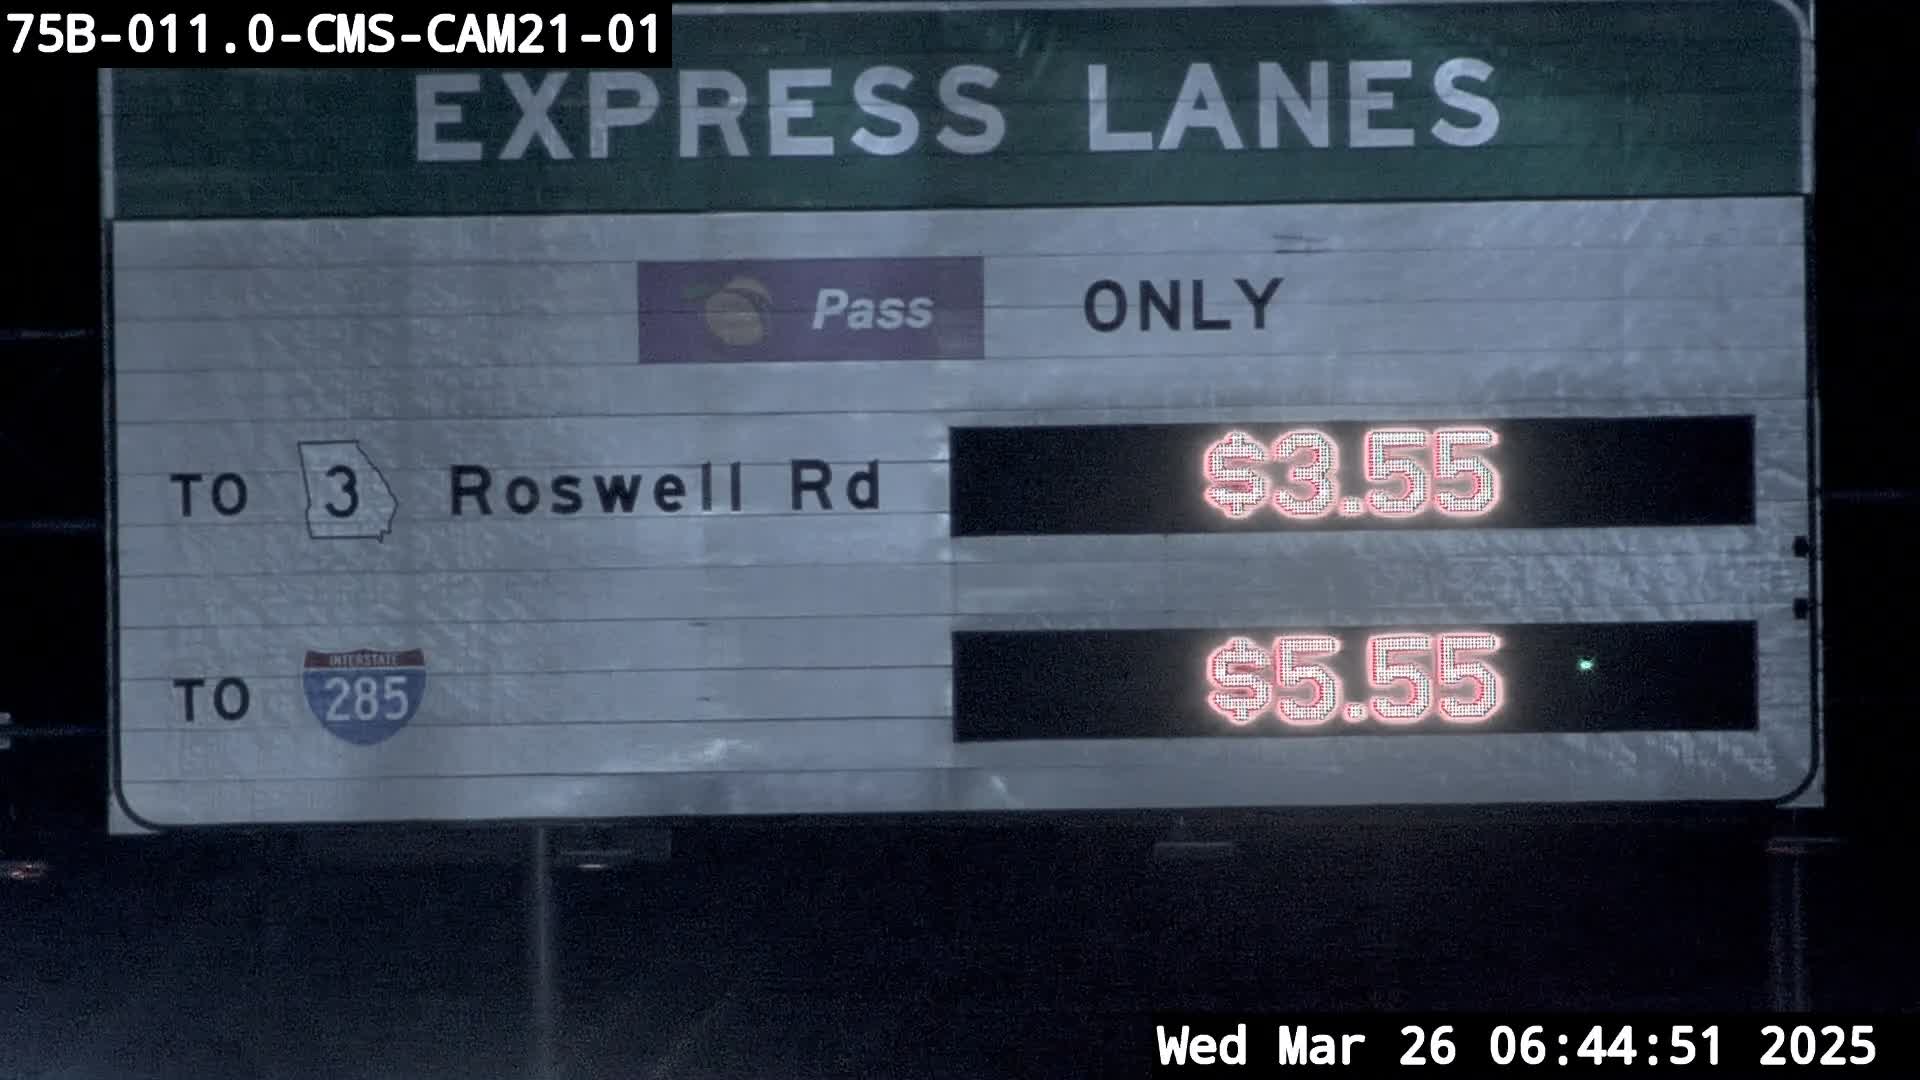 75B-011.0-CMS-CAM21-01
EXPRESS LANES
Pass ONLY
TO 3 Roswell Rd $3.55
TO INTERSTATE 285 $5.55
Wed Mar 26 06:44:51 2025